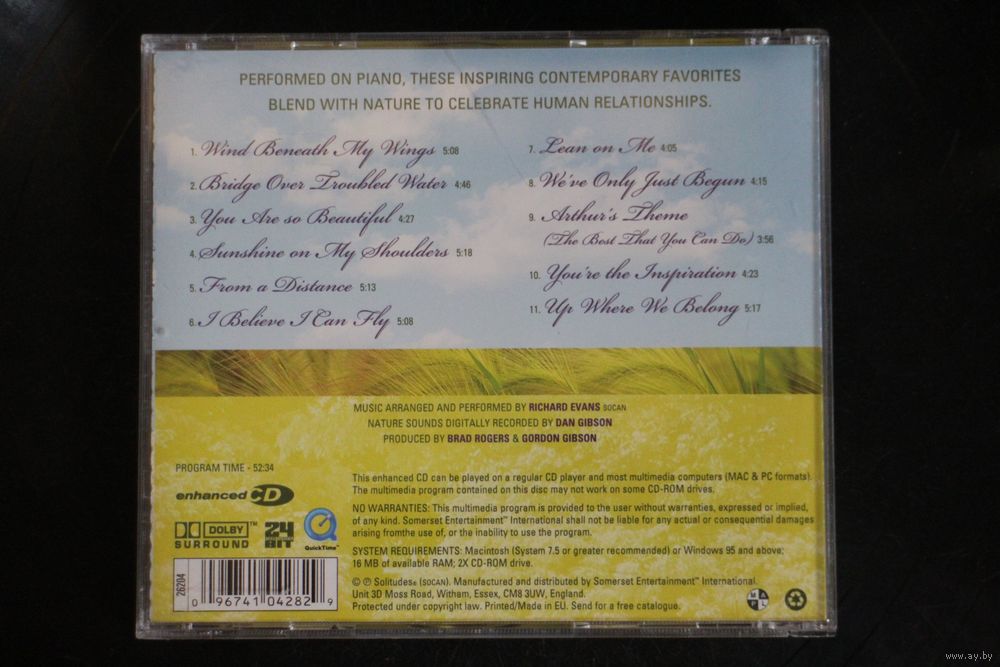 PERFORMED ON PIANO, THESE INSPIRING CONTEMPORARY FAVORITES
BLEND WITH NATURE TO CELEBRATE HUMAN RELATIONSHIPS.
1. Wind Beneath My Wings 5:08
2. Bridge Over Troubled Water 4:46
3. You Are so Beautiful 4:27
4. Sunshine on My Shoulders 5:18
5. From a Distance 5:13
6. I Believe I Can Fly 5:08
7. Lean on Me 4:05
8. We've Only Just Begun 4:15
9. Arthur's Theme
(The Best That You Can Do) 3:56
10. You're the Inspiration 4:23
11. Up Where We Belong 5:17
MUSIC ARRANGED AND PERFORMED BY RICHARD EVANS SOCAN
NATURE SOUNDS DIGITALLY RECORDED BY DAN GIBSON
PRODUCED BY BRAD ROGERS & GORDON GIBSON
PROGRAM TIME - 52:34
enhanced CD
DOLBY™
SURROUND
24
BIT
QuickTime™
This enhanced CD can be played on a regular CD player and most multimedia computers (MAC & PC formats).
The multimedia program contained on this disc may not work on some CD-ROM drives.
NO WARRANTIES: This multimedia program is provided to the user without warranties, expressed or implied,
of any kind. Somerset Entertainment™ International shall not be liable for any actual or consequential damages
arising fromthe use of, or the inability to use the program.
SYSTEM REQUIREMENTS: Macintosh (System 7.5 or greater recommended) or Windows 95 and above;
16 MB of available RAM; 2X CD-ROM drive.
© ℗ Solitudes® (SOCAN). Manufactured and distributed by Somerset Entertainment™ International.
Unit 3D Moss Road, Witham, Essex, CM8 3UW, England.
Protected under copyright law. Printed/Made in EU. Send for a free catalogue.
26204
0 96741 04282 9
M A P L
www.ay.by